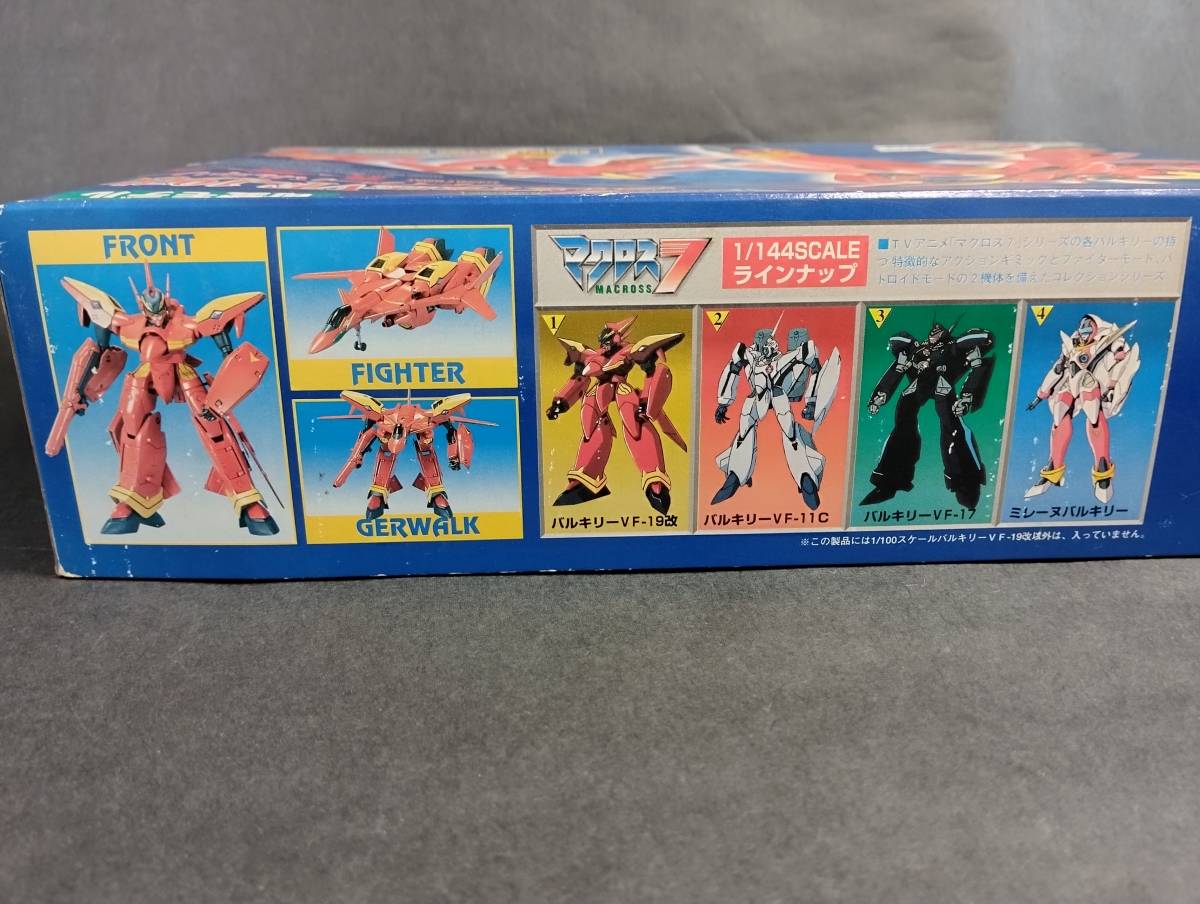 FRONT
FIGHTER
GERWALK
マクロス7
MACROSS
1/144SCALE
ラインナップ
■TVアニメ「マクロス7」シリーズの各バルキリーの持
つ特徴的なアクションギミックとファイターモード、バ
トロイドモードの2機体を備えたコレクションシリーズ
1
バルキリーVF-19改
2
バルキリーVF-11C
3
バルキリーVF-17
4
ミレーヌバルキリー
※この製品には1/100スケールバルキリーVF-19改以外は、入っていません。